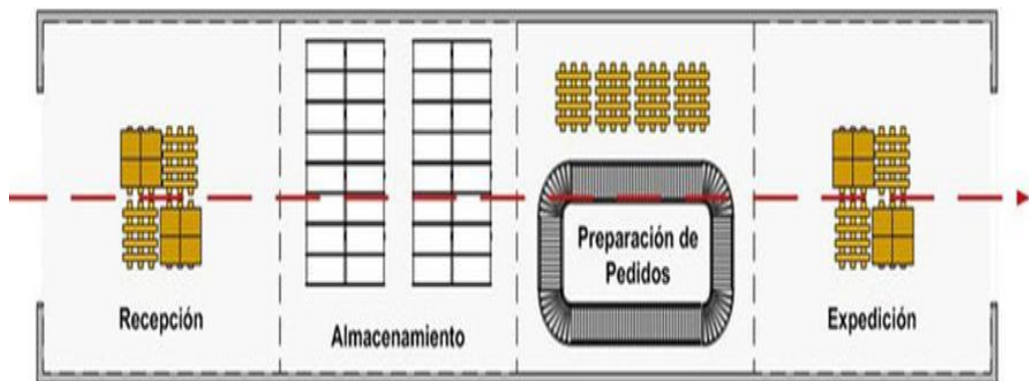 Recepción
Almacenamiento
Preparación de
Pedidos
Expedición